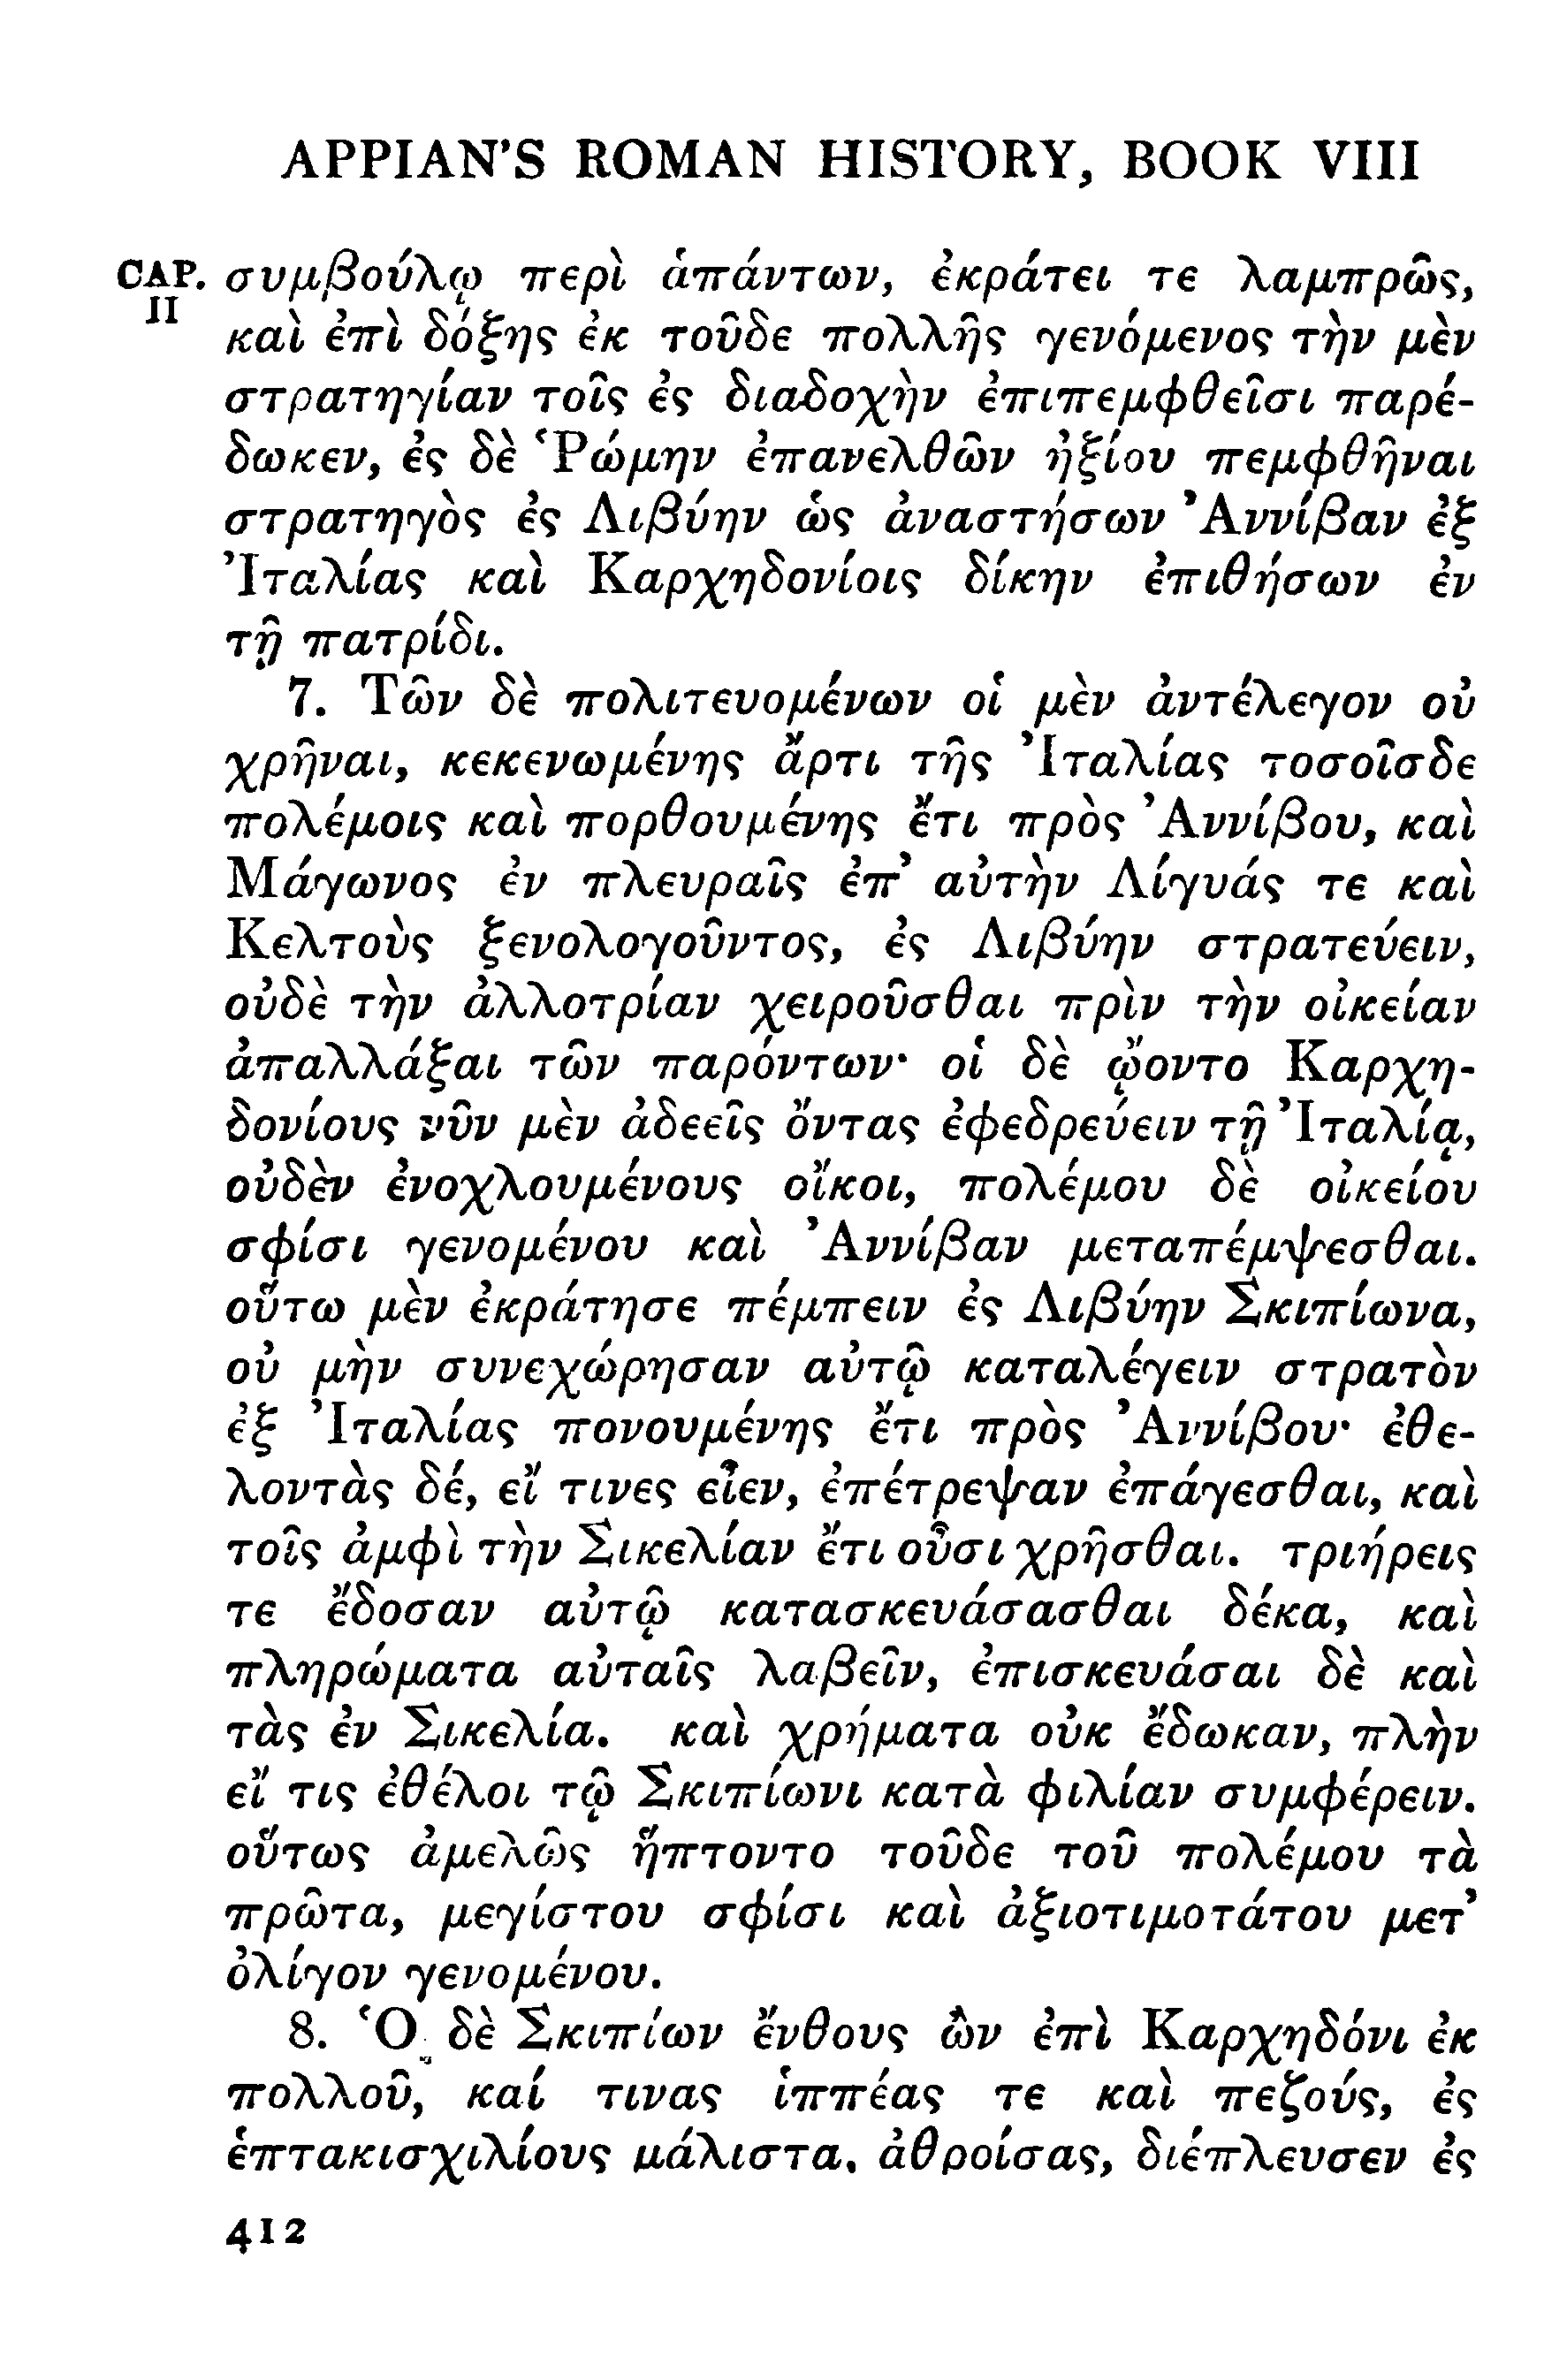 APPIAN'S ROMAN HISTORY, BOOK VIII
CAP. II συμβούλῳ περὶ ἁπάντων, ἐκράτει τε λαμπρῶς,
καὶ ἐπὶ δόξης ἐκ τοῦδε πολλῆς γενόμενος τὴν μὲν
στρατηγίαν τοῖς ἐς διαδοχὴν ἐπιπεμφθεῖσι παρέ-
δωκεν, ἐς δὲ Ῥώμην ἐπανελθὼν ἠξίου πεμφθῆναι
στρατηγὸς ἐς Λιβύην ὡς ἀναστήσων Ἀννίβαν ἐξ
Ἰταλίας καὶ Καρχηδονίοις δίκην ἐπιθήσων ἐν
τῇ πατρίδι.
7. Τῶν δὲ πολιτευομένων οἱ μὲν ἀντέλεγον οὐ
χρῆναι, κεκενωμένης ἄρτι τῆς Ἰταλίας τοσοῖσδε
πολέμοις καὶ πορθουμένης ἔτι πρὸς Ἀννίβου, καὶ
Μάγωνος ἐν πλευραῖς ἐπ' αὐτὴν Λίγυάς τε καὶ
Κελτοὺς ξενολογοῦντος, ἐς Λιβύην στρατεύειν,
οὐδὲ τὴν ἀλλοτρίαν χειροῦσθαι πρὶν τὴν οἰκείαν
ἀπαλλάξαι τῶν παρόντων· οἱ δὲ ᾤοντο Καρχη-
δονίους νῦν μὲν ἀδεεῖς ὄντας ἐφεδρεύειν τῇ Ἰταλίᾳ,
οὐδὲν ἐνοχλουμένους οἴκοι, πολέμου δὲ οἰκείου
σφίσι γενομένου καὶ Ἀννίβαν μεταπέμψεσθαι.
οὕτω μὲν ἐκράτησε πέμπειν ἐς Λιβύην Σκιπίωνα,
οὐ μὴν συνεχώρησαν αὐτῷ καταλέγειν στρατὸν
ἐξ Ἰταλίας πονουμένης ἔτι πρὸς Ἀννίβου· ἐθε-
λοντὰς δέ, εἴ τινες εἶεν, ἐπέτρεψαν ἐπάγεσθαι, καὶ
τοῖς ἀμφὶ τὴν Σικελίαν ἔτι οὖσι χρῆσθαι. τριήρεις
τε ἔδοσαν αὐτῷ κατασκευάσασθαι δέκα, καὶ
πληρώματα αὐταῖς λαβεῖν, ἐπισκευάσαι δὲ καὶ
τὰς ἐν Σικελία. καὶ χρήματα οὐκ ἔδωκαν, πλὴν
εἴ τις ἐθέλοι τῷ Σκιπίωνι κατὰ φιλίαν συμφέρειν.
οὕτως ἀμελῶς ἥπτοντο τοῦδε τοῦ πολέμου τὰ
πρῶτα, μεγίστου σφίσι καὶ ἀξιοτιμοτάτου μετ'
ὀλίγον γενομένου.
8. Ὁ δὲ Σκιπίων ἔνθους ὢν ἐπὶ Καρχηδόνι ἐκ
πολλοῦ, καί τινας ἱππέας τε καὶ πεζούς, ἐς
ἑπτακισχιλίους μάλιστα, ἀθροίσας, διέπλευσεν ἐς
412